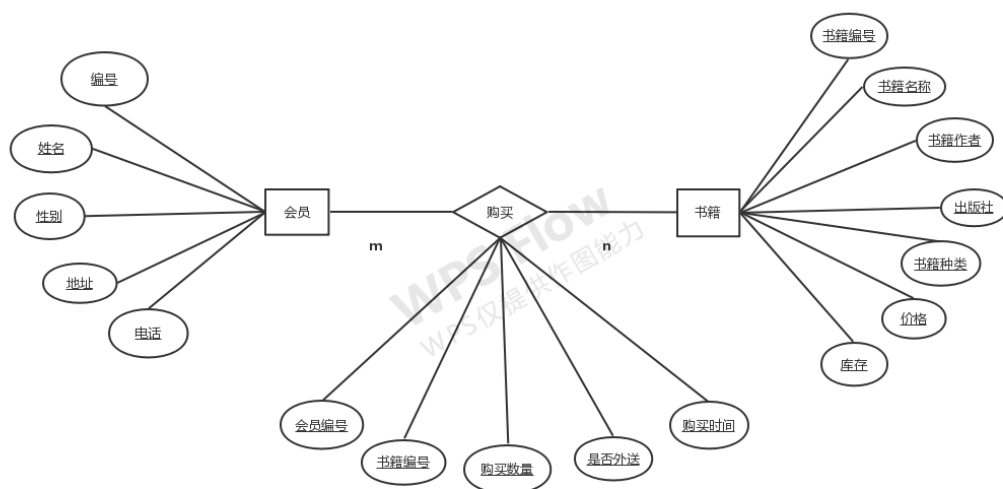 书籍编号
编号
书籍名称
姓名
书籍作者
性别
会员
购买
书籍
出版社
m
n
书籍种类
地址
价格
电话
库存
会员编号
书籍编号
购买数量
是否外送
购买时间
WPS Flow
WPS仅提供作图能力